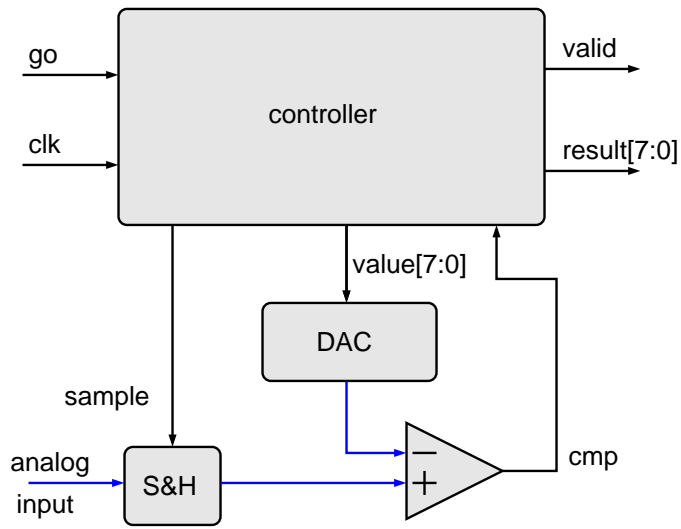 go
valid
controller
clk
result[7:0]
value[7:0]
DAC
sample
−
cmp
analog
S&H
+
input